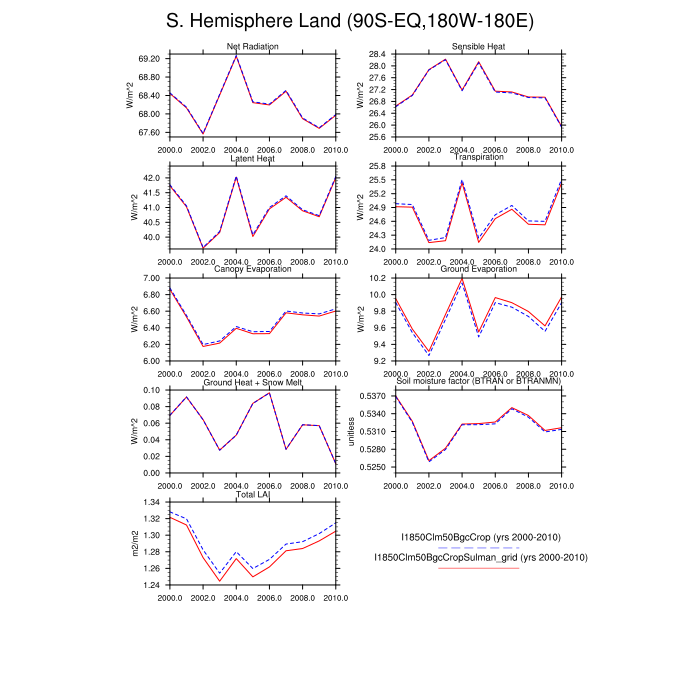 S. Hemisphere Land (90S-EQ,180W-180E)
Net Radiation
W/m^2
69.20
68.80
68.40
68.00
67.60
2000.0 2002.0 2004.0 2006.0 2008.0 2010.0
Sensible Heat
W/m^2
28.4
28.0
27.6
27.2
26.8
26.4
26.0
25.6
2000.0 2002.0 2004.0 2006.0 2008.0 2010.0
Latent Heat
W/m^2
42.0
41.5
41.0
40.5
40.0
2000.0 2002.0 2004.0 2006.0 2008.0 2010.0
Transpiration
W/m^2
25.8
25.5
25.2
24.9
24.6
24.3
24.0
2000.0 2002.0 2004.0 2006.0 2008.0 2010.0
Canopy Evaporation
W/m^2
7.00
6.80
6.60
6.40
6.20
6.00
2000.0 2002.0 2004.0 2006.0 2008.0 2010.0
Ground Evaporation
W/m^2
10.2
10.0
9.8
9.6
9.4
9.2
2000.0 2002.0 2004.0 2006.0 2008.0 2010.0
Ground Heat + Snow Melt
W/m^2
0.10
0.08
0.06
0.04
0.02
0.00
2000.0 2002.0 2004.0 2006.0 2008.0 2010.0
Soil moisture factor (BTRAN or BTRANMN)
unitless
0.5370
0.5340
0.5310
0.5280
0.5250
2000.0 2002.0 2004.0 2006.0 2008.0 2010.0
Total LAI
m2/m2
1.34
1.32
1.30
1.28
1.26
1.24
2000.0 2002.0 2004.0 2006.0 2008.0 2010.0
I1850Clm50BgcCrop (yrs 2000-2010)
I1850Clm50BgcCropSulman_grid (yrs 2000-2010)